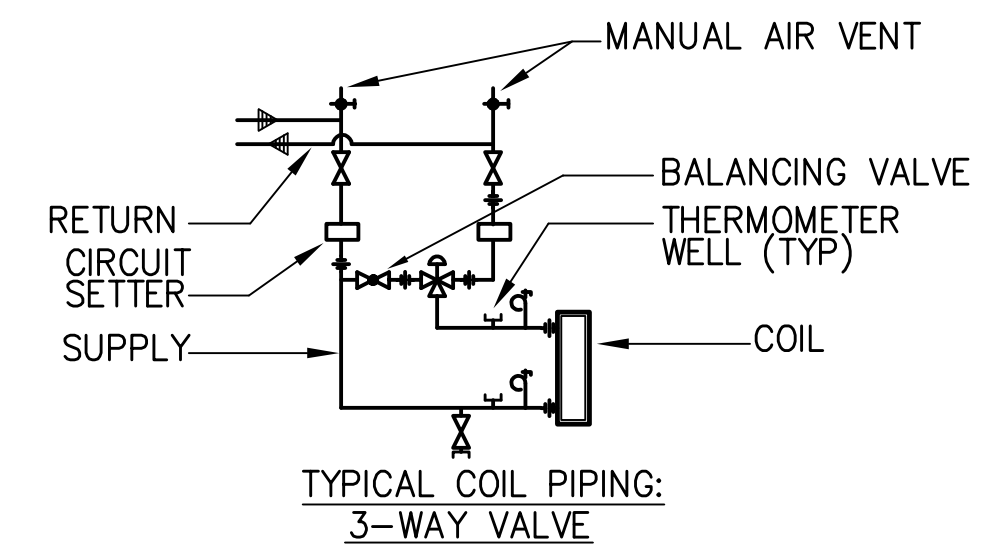 MANUAL AIR VENT
BALANCING VALVE
RETURN
THERMOMETER
WELL (TYP)
CIRCUIT
SETTER
SUPPLY
COIL
TYPICAL COIL PIPING:
3-WAY VALVE